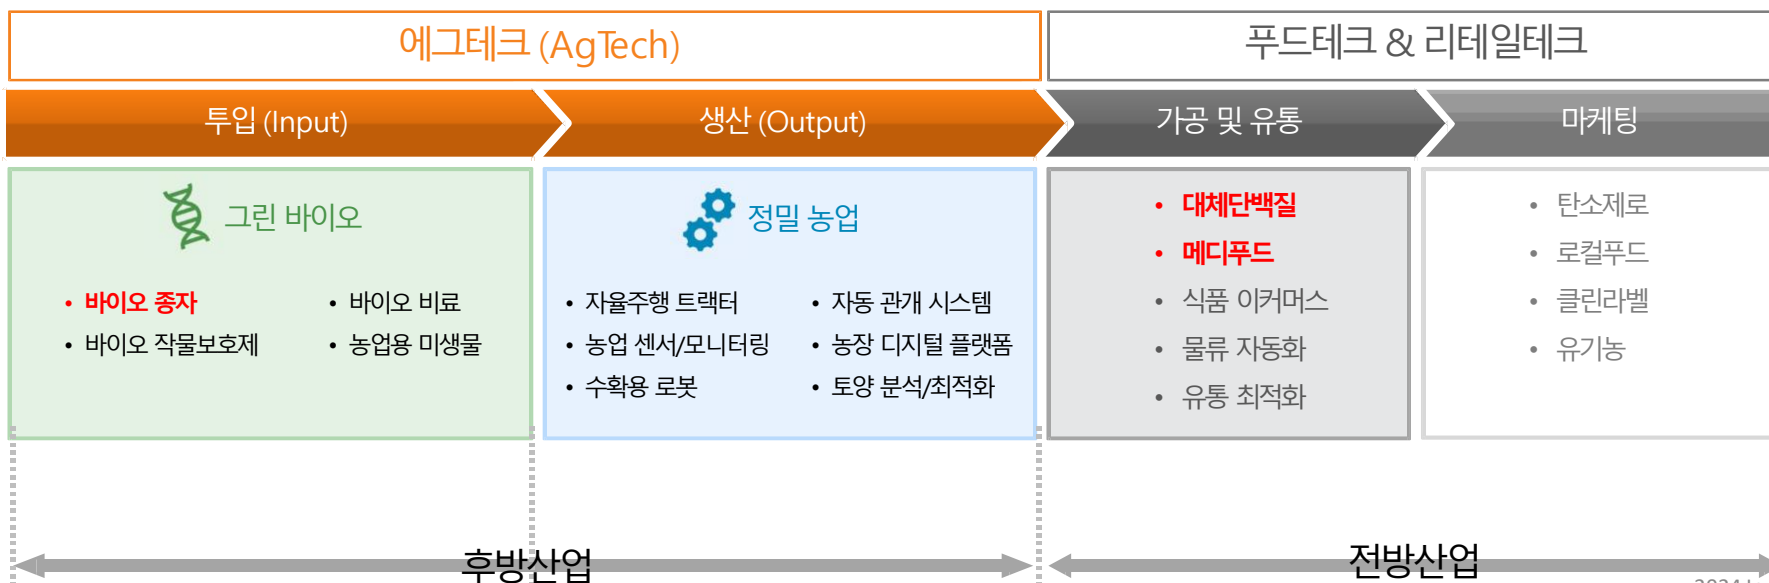 에그테크 (AgTech)
푸드테크 & 리테일테크
투입 (Input)
생산 (Output)
가공 및 유통
마케팅
그린 바이오
• 바이오 종자
• 바이오 비료
• 바이오 작물보호제
• 농업용 미생물
정밀 농업
• 자율주행 트랙터
• 자동 관개 시스템
• 농업 센서/모니터링
• 농장 디지털 플랫폼
• 수확용 로봇
• 토양 분석/최적화
• 대체단백질
• 메디푸드
• 식품 이커머스
• 물류 자동화
• 유통 최적화
• 탄소제로
• 로컬푸드
• 클린라벨
• 유기농
후방산업
전방산업